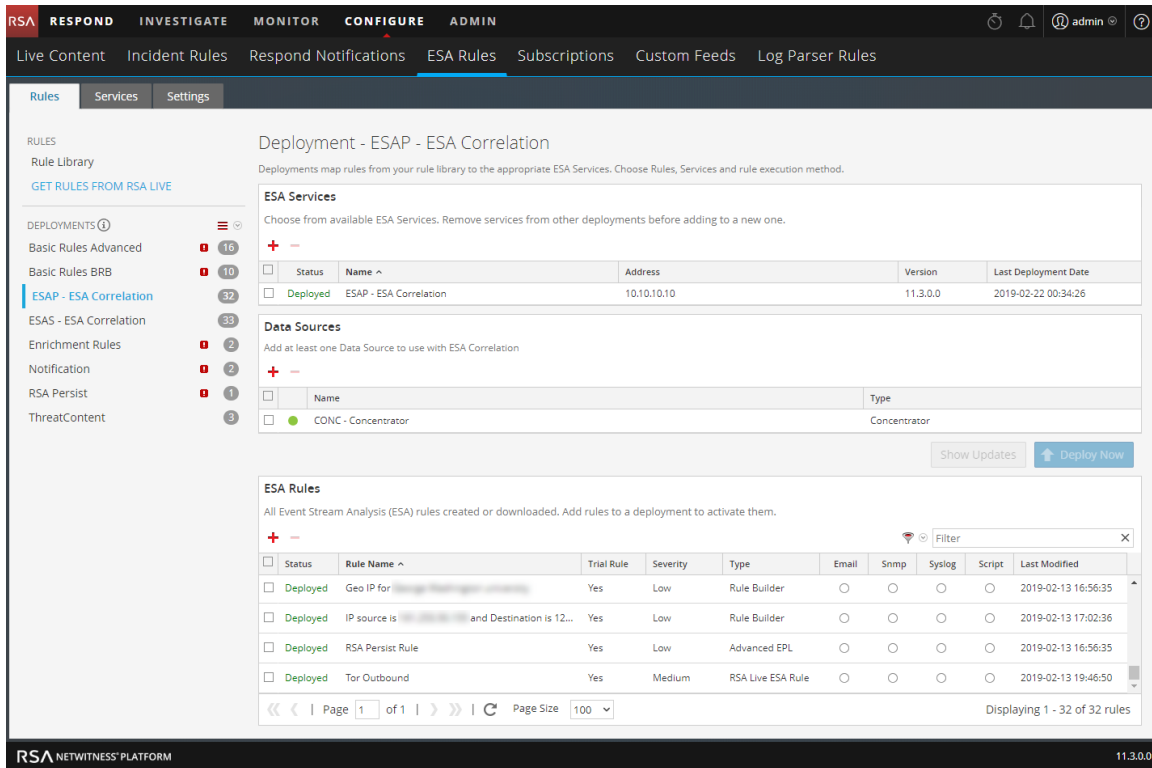 RSA RESPOND INVESTIGATE MONITOR CONFIGURE ADMIN admin ?
Live Content Incident Rules Respond Notifications ESA Rules Subscriptions Custom Feeds Log Parser Rules
Rules Services Settings
RULES
Rule Library
GET RULES FROM RSA LIVE
DEPLOYMENTS
Basic Rules Advanced 16
Basic Rules BRB 10
ESAP - ESA Correlation 32
ESAS - ESA Correlation 33
Enrichment Rules 2
Notification 2
RSA Persist 1
ThreatContent 3
Deployment - ESAP - ESA Correlation
Deployments map rules from your rule library to the appropriate ESA Services. Choose Rules, Services and rule execution method.
ESA Services
Choose from available ESA Services. Remove services from other deployments before adding to a new one.
Status Name Address Version Last Deployment Date
Deployed ESAP - ESA Correlation 10.10.10.10 11.3.0.0 2019-02-22 00:34:26
Data Sources
Add at least one Data Source to use with ESA Correlation
Name Type
CONC - Concentrator Concentrator
Show Updates Deploy Now
ESA Rules
All Event Stream Analysis (ESA) rules created or downloaded. Add rules to a deployment to activate them.
Filter X
Status Rule Name Trial Rule Severity Type Email Snmp Syslog Script Last Modified
Deployed Geo IP for Yes Low Rule Builder 2019-02-13 16:56:35
Deployed IP source is and Destination is 12... Yes Low Rule Builder 2019-02-13 17:02:36
Deployed RSA Persist Rule Yes Low Advanced EPL 2019-02-13 16:56:35
Deployed Tor Outbound Yes Medium RSA Live ESA Rule 2019-02-13 19:46:50
Page 1 of 1 Page Size 100 Displaying 1 - 32 of 32 rules
RSA NETWITNESS® PLATFORM 11.3.0.0